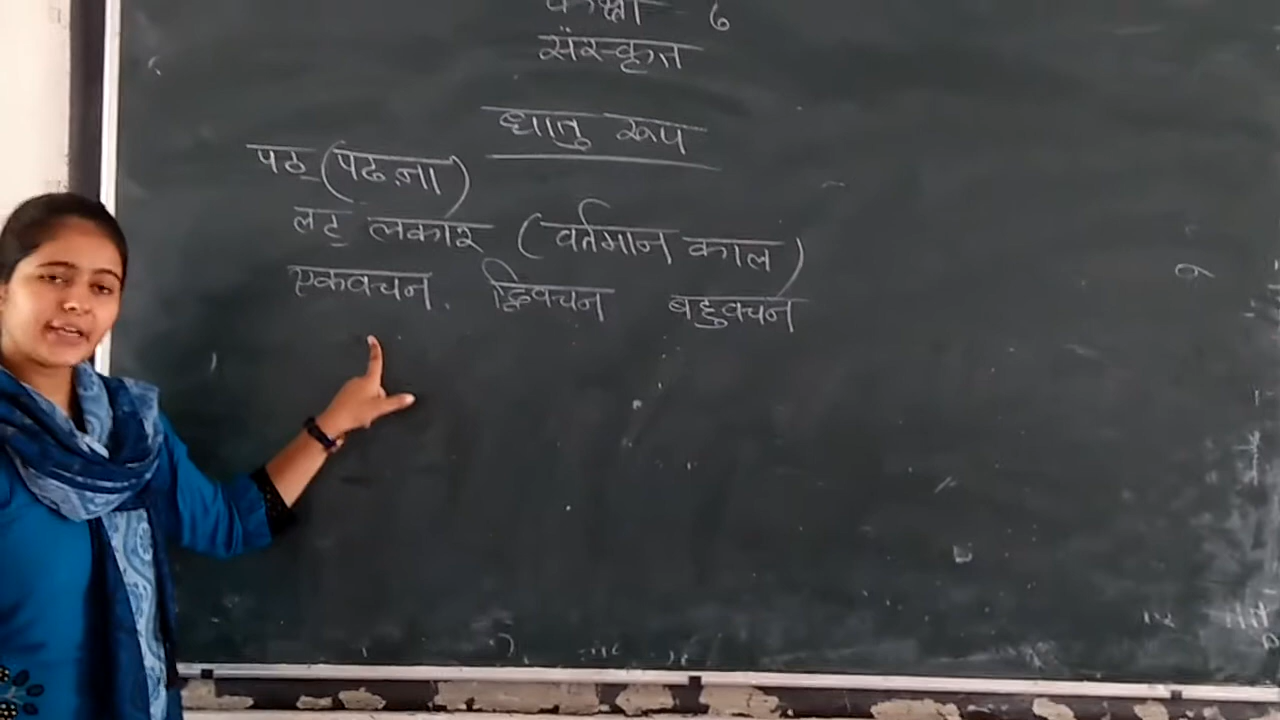 कक्षा 6
संस्कृत
धातु रूप
पठ् (पढ़ना)
लट् लकार (वर्तमान काल)
एकवचन. द्विवचन बहुवचन